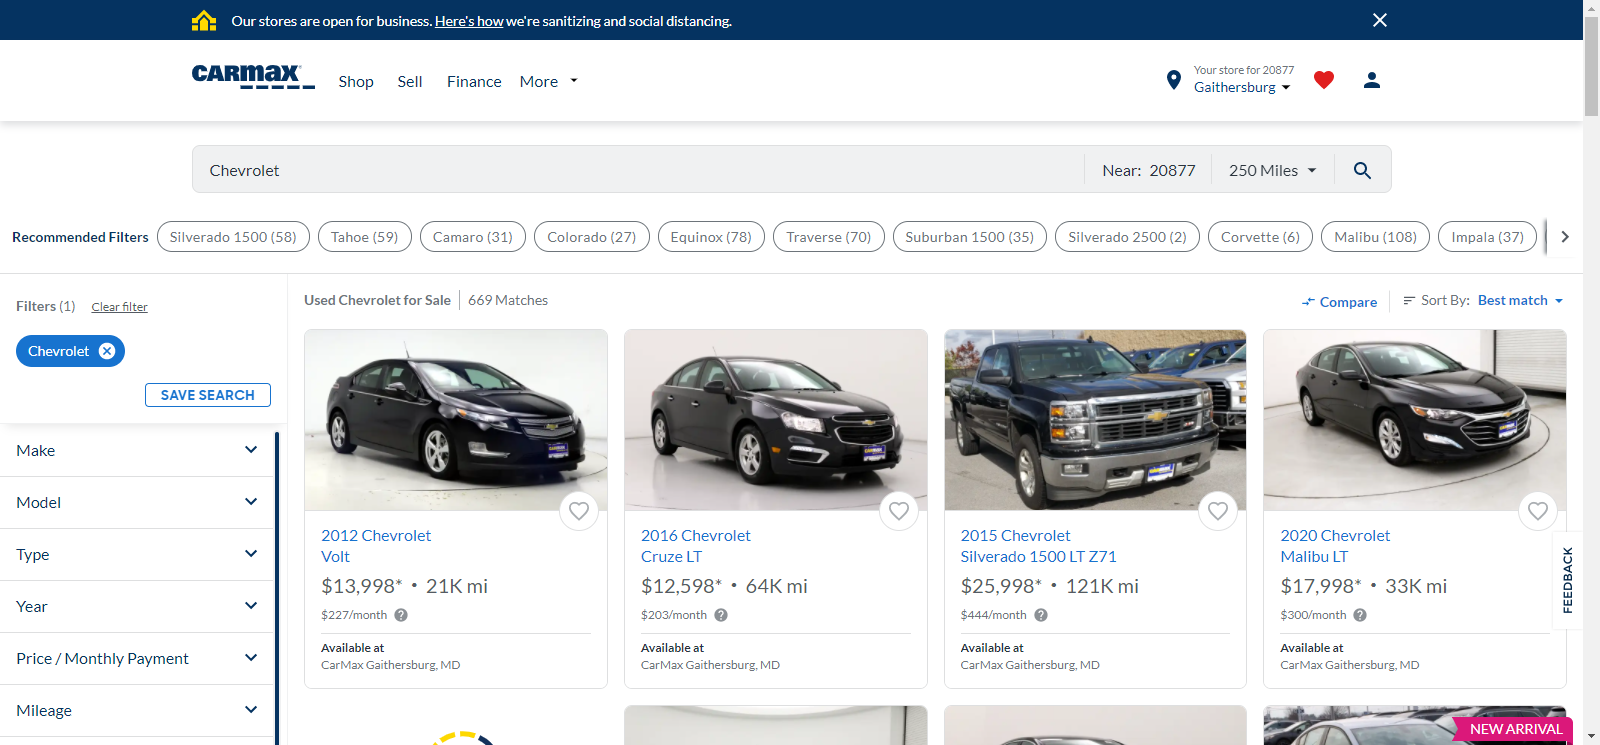 Our stores are open for business. Here's how we're sanitizing and social distancing.
CARMAX
Shop
Sell
Finance
More
Your store for 20877
Gaithersburg
Chevrolet
Near: 20877
250 Miles
Recommended Filters
Silverado 1500 (58)
Tahoe (59)
Camaro (31)
Colorado (27)
Equinox (78)
Traverse (70)
Suburban 1500 (35)
Silverado 2500 (2)
Corvette (6)
Malibu (108)
Impala (37)
Filters (1)
Clear filter
Chevrolet
SAVE SEARCH
Make
Model
Type
Year
Price / Monthly Payment
Mileage
Used Chevrolet for Sale
669 Matches
Compare
Sort By: Best match
2012 Chevrolet
Volt
$13,998* • 21K mi
$227/month
Available at
CarMax Gaithersburg, MD
2016 Chevrolet
Cruze LT
$12,598* • 64K mi
$203/month
Available at
CarMax Gaithersburg, MD
2015 Chevrolet
Silverado 1500 LT Z71
$25,998* • 121K mi
$444/month
Available at
CarMax Gaithersburg, MD
2020 Chevrolet
Malibu LT
$17,998* • 33K mi
$300/month
Available at
CarMax Gaithersburg, MD
FEEDBACK
NEW ARRIVAL